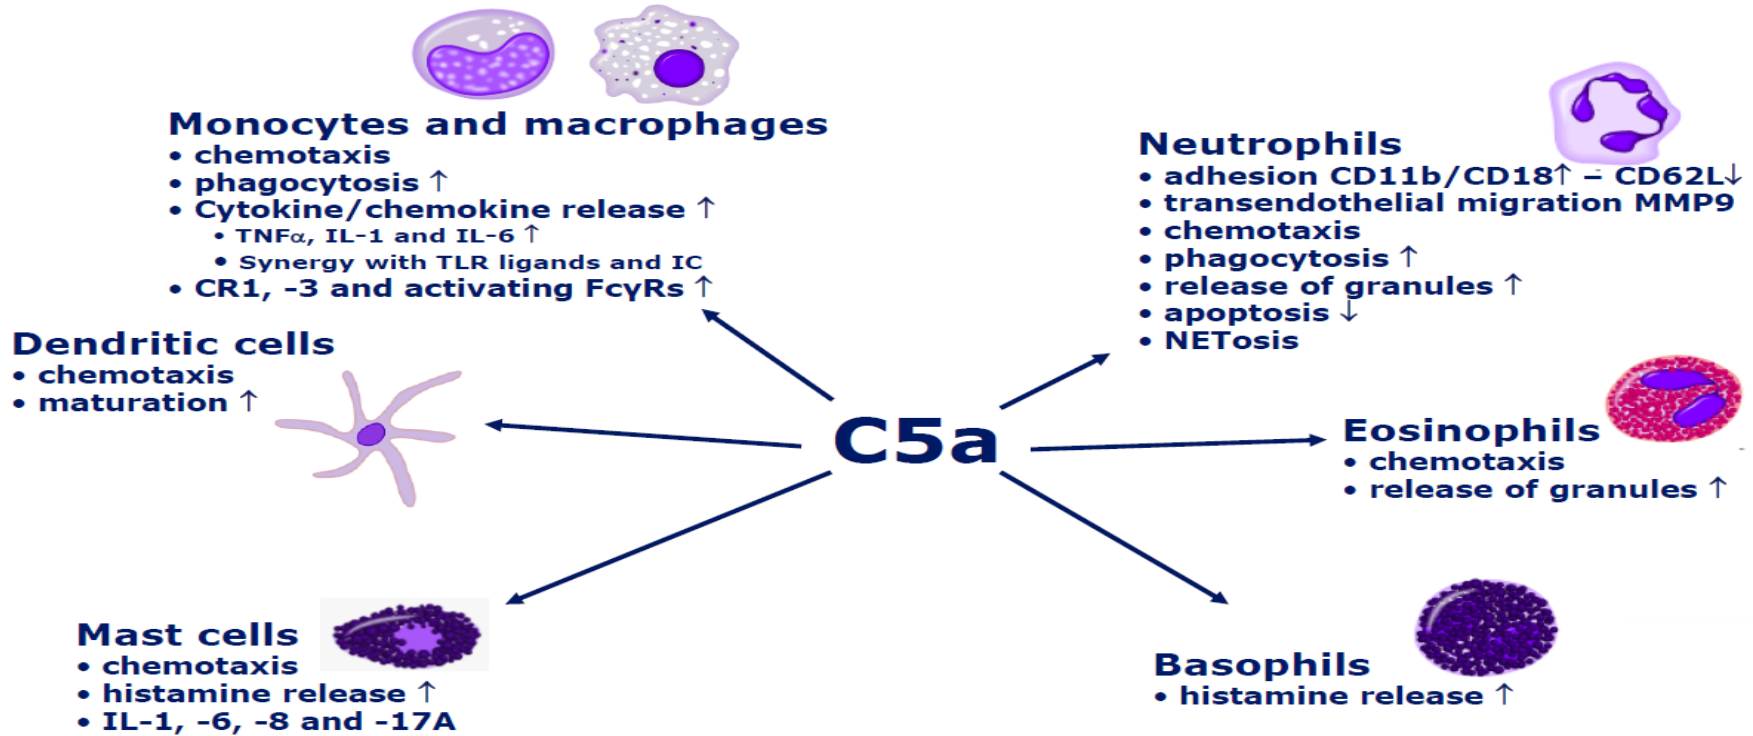 Monocytes and macrophages
• chemotaxis
• phagocytosis ↑
• Cytokine/chemokine release ↑
• TNFα, IL-1 and IL-6 ↑
• Synergy with TLR ligands and IC
• CR1, -3 and activating FcγRs ↑
Neutrophils
• adhesion CD11b/CD18↑ – CD62L↓
• transendothelial migration MMP9
• chemotaxis
• phagocytosis ↑
• release of granules ↑
• apoptosis ↓
• NETosis
Dendritic cells
• chemotaxis
• maturation ↑
C5a
Eosinophils
• chemotaxis
• release of granules ↑
Mast cells
• chemotaxis
• histamine release ↑
• IL-1, -6, -8 and -17A
Basophils
• histamine release ↑